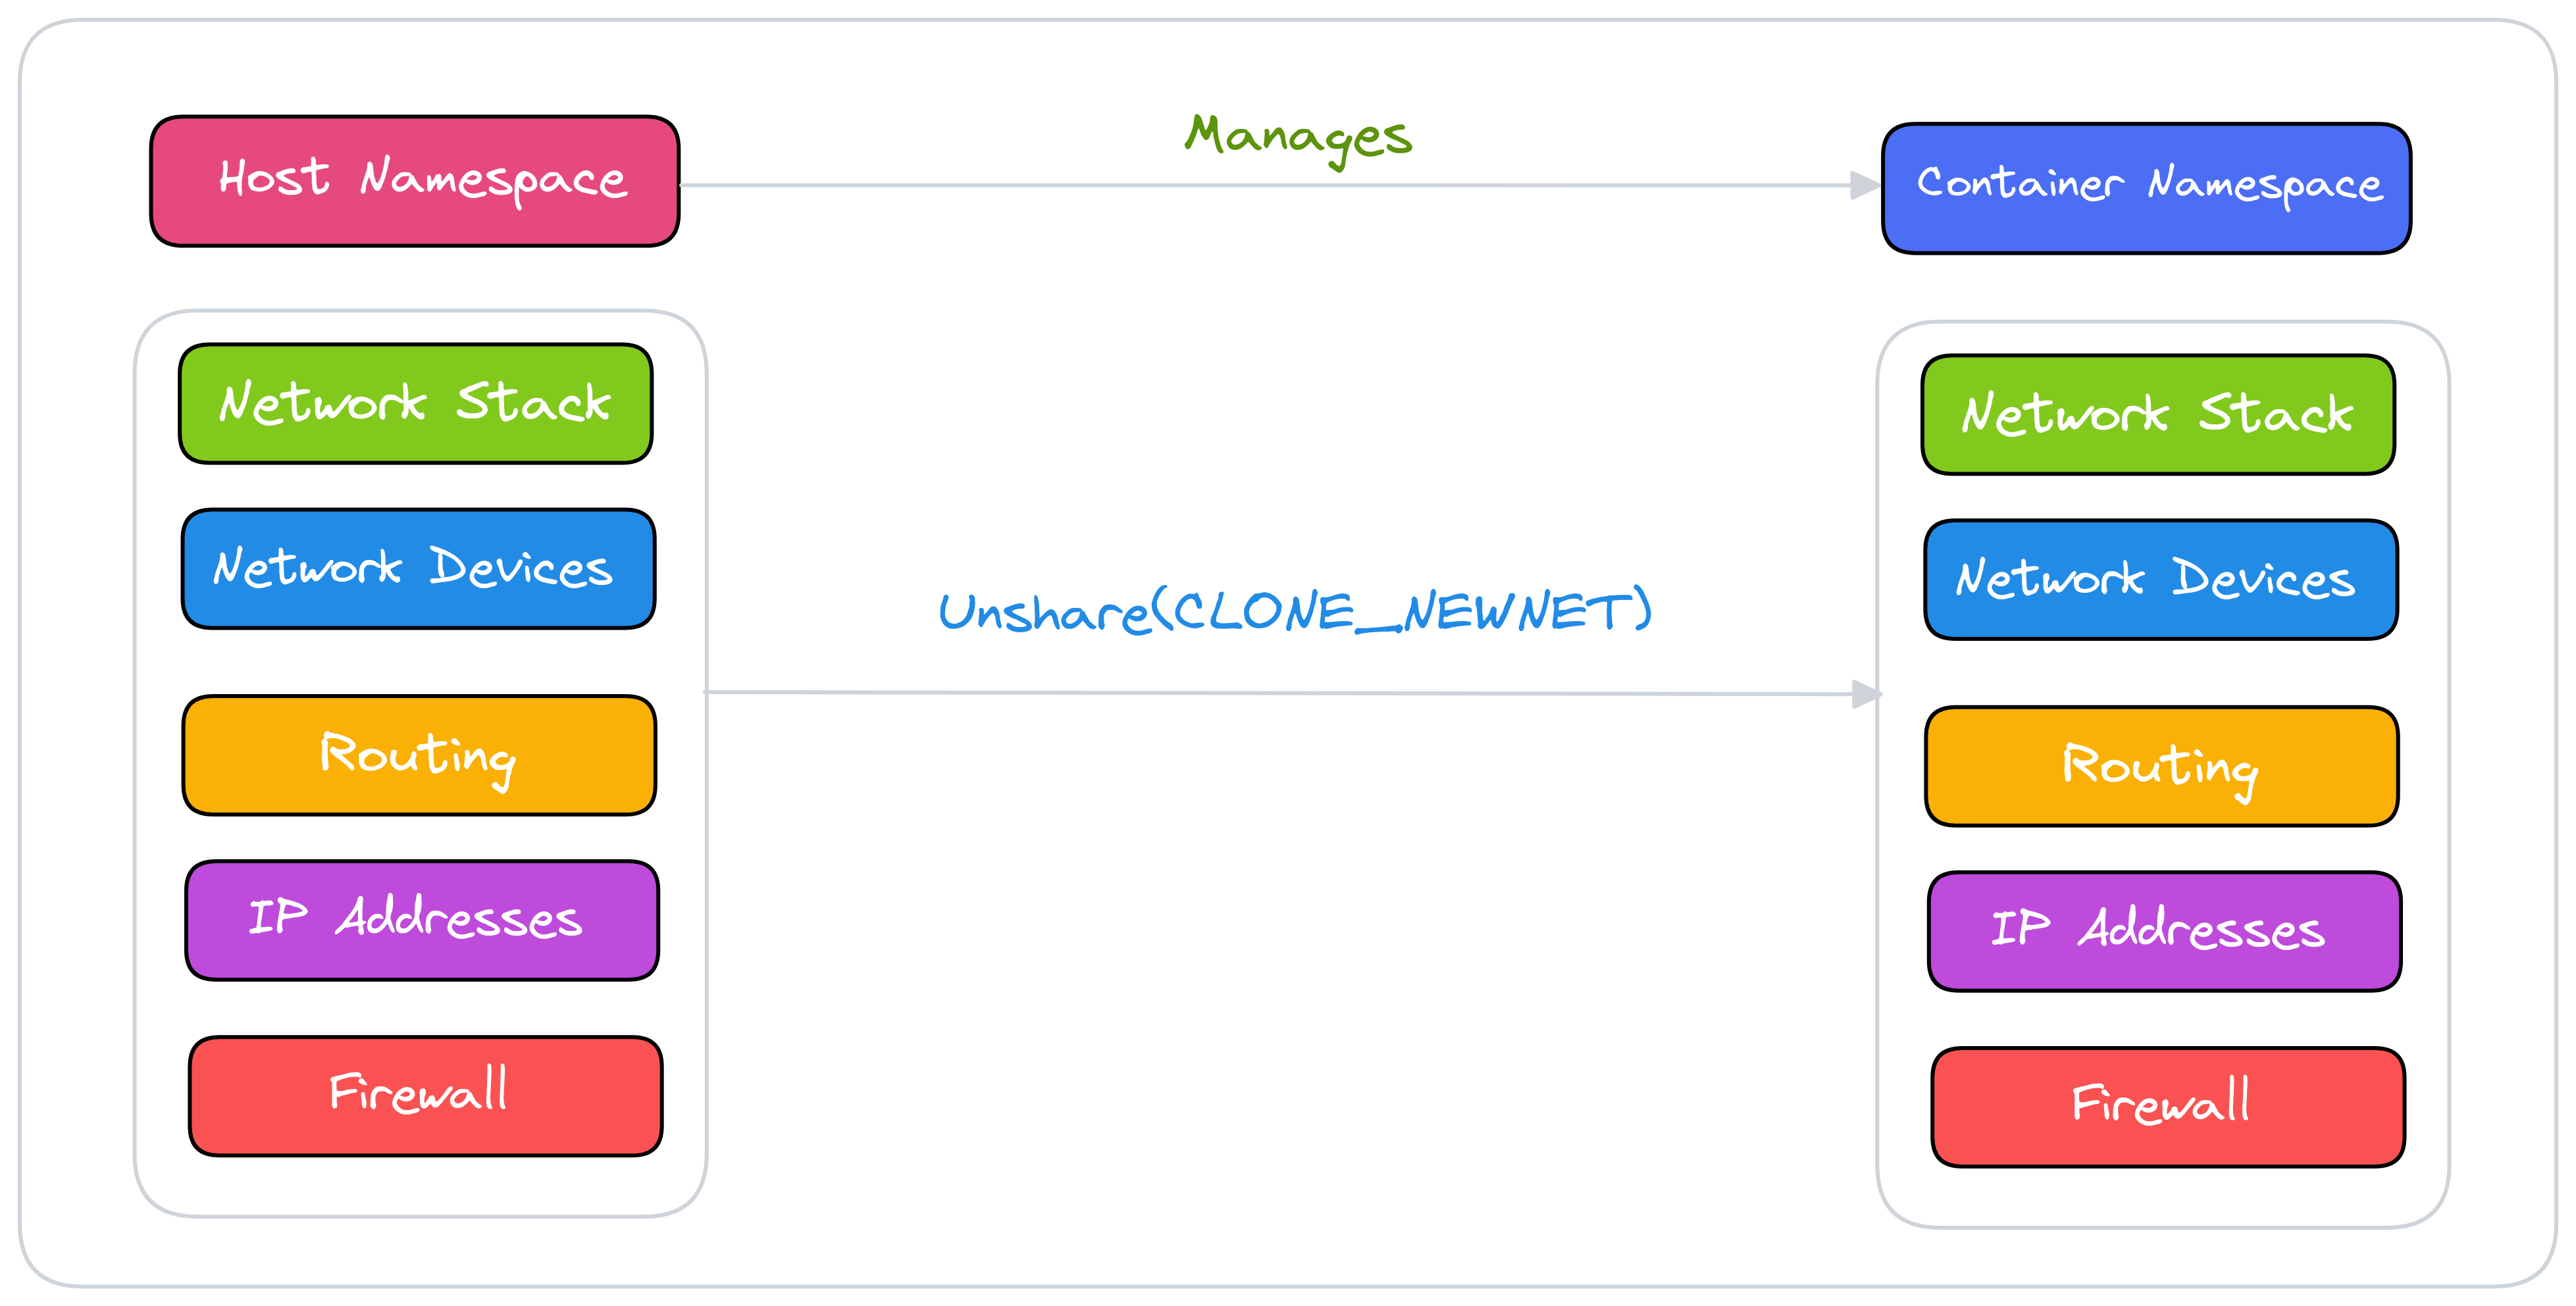 Host Namespace
Manages
Container Namespace
Network Stack
Network Devices
Routing
IP Addresses
Firewall
Unshare(CLONE_NEWNET)
Network Stack
Network Devices
Routing
IP Addresses
Firewall